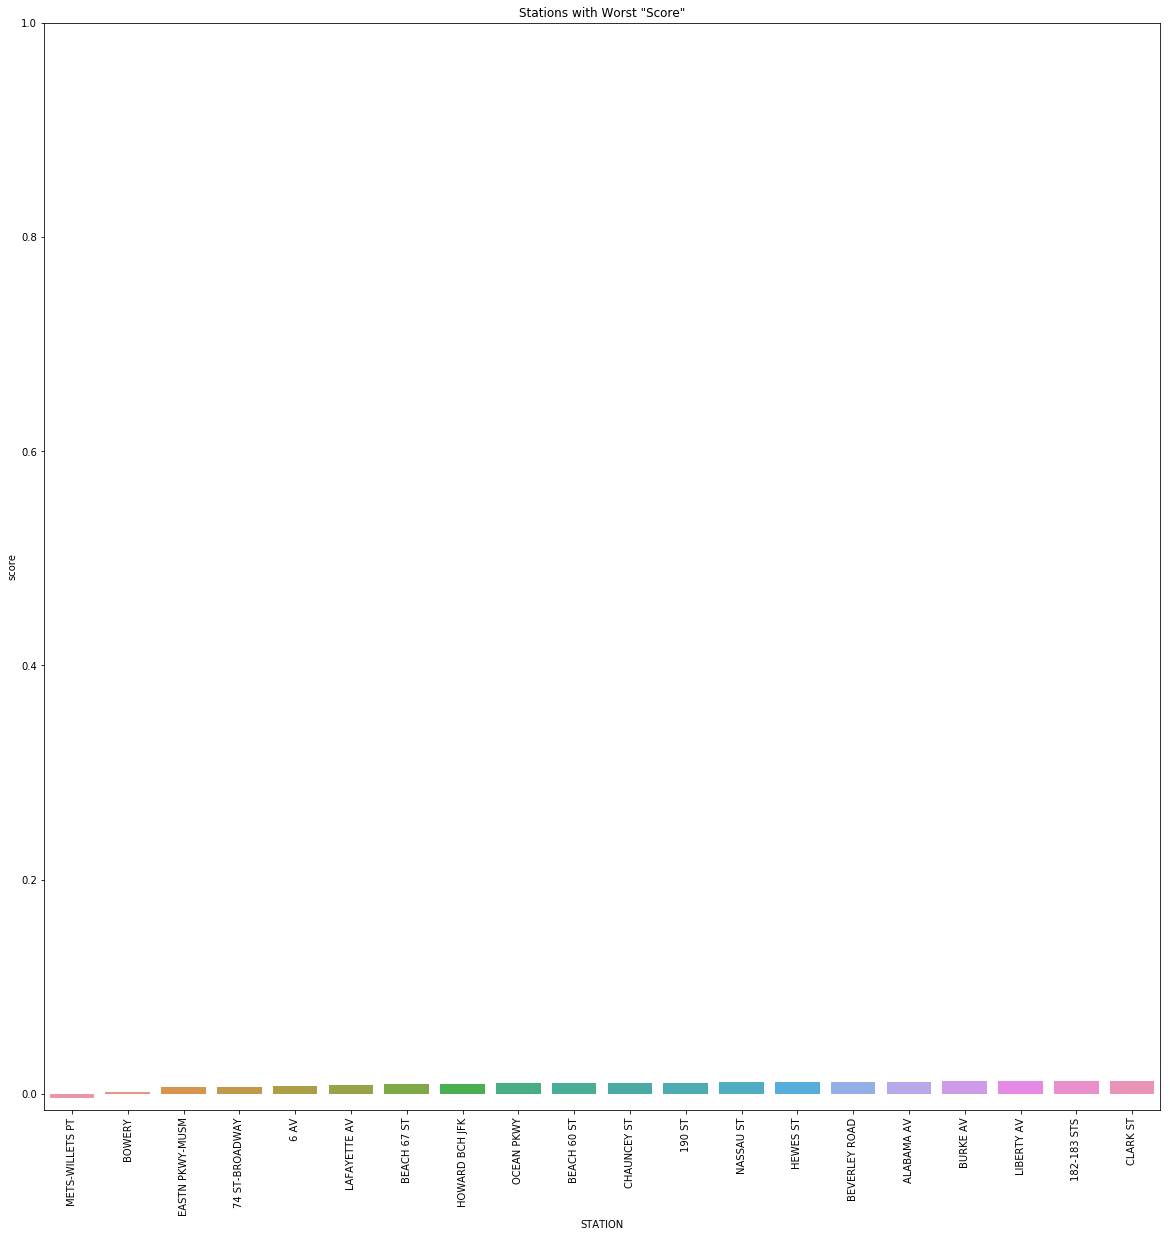 Stations with Worst "Score"
1.0
0.8
0.6
0.4
0.2
0.0
score
METS-WILLETS PT
BOWERY
EASTN PKWY-MUSM
74 ST-BROADWAY
6 AV
LAFAYETTE AV
BEACH 67 ST
HOWARD BCH JFK
OCEAN PKWY
BEACH 60 ST
CHAUNCEY ST
190 ST
NASSAU ST
HEWES ST
BEVERLEY ROAD
ALABAMA AV
BURKE AV
LIBERTY AV
182-183 STS
CLARK ST
STATION